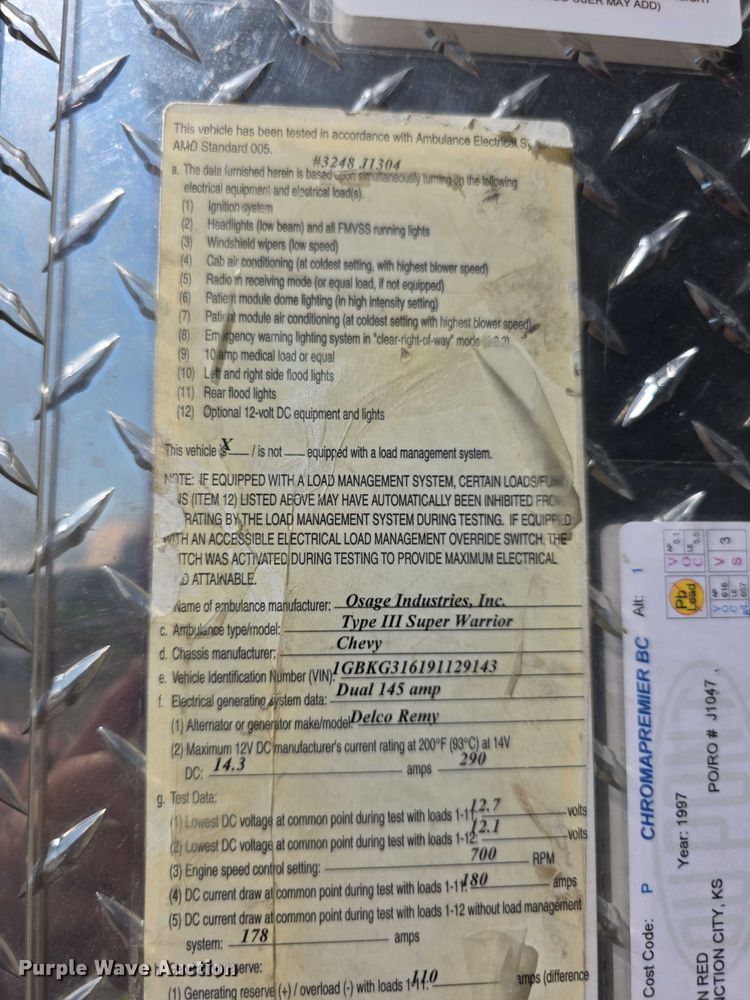 USER MAY ADD)
This vehicle has been tested in accordance with Ambulance Electrical
AMD Standard 005.
#3248 J1304
a. The data furnished herein is based upon simultaneously turning on the following
electrical equipment and electrical load(s).
(1) Ignition system
(2) Headlights (low beam) and all FMVSS running lights
(3) Windshield wipers (low speed)
(4) Cab air conditioning (at coldest setting, with highest blower speed)
(5) Radio in receiving mode (or equal load, if not equipped)
(6) Patient module dome lighting (in high intensity setting)
(7) Patient module air conditioning (at coldest setting with highest blower speed)
(8) Emergency warning lighting system in "clear-right-of-way" mode
(9) 10 amp medical load or equal
(10) Left and right side flood lights
(11) Rear flood lights
(12) Optional 12-volt DC equipment and lights
This vehicle is X / is not ___ equipped with a load management system.
NOTE: IF EQUIPPED WITH A LOAD MANAGEMENT SYSTEM, CERTAIN LOADS/FUN
NS (ITEM 12) LISTED ABOVE MAY HAVE AUTOMATICALLY BEEN INHIBITED FRO
RATING BY THE LOAD MANAGEMENT SYSTEM DURING TESTING. IF EQUIPPED
WITH AN ACCESSIBLE ELECTRICAL LOAD MANAGEMENT OVERRIDE SWITCH, THE
ITCH WAS ACTIVATED DURING TESTING TO PROVIDE MAXIMUM ELECTRICAL
D ATTAINABLE.
Name of ambulance manufacturer: Osage Industries, Inc.
c. Ambulance type/model: Type III Super Warrior
d. Chassis manufacturer: Chevy
e. Vehicle Identification Number (VIN): 1GBKG316191129143
f. Electrical generating system data: Dual 145 amp
(1) Alternator or generator make/model: Delco Remy
(2) Maximum 12V DC manufacturer's current rating at 200°F (93°C) at 14V
DC: 14.3 amps 290
g. Test Data:
(1) Lowest DC voltage at common point during test with loads 1-11: 12.7 volts
(2) Lowest DC voltage at common point during test with loads 1-12: 12.1 volts
(3) Engine speed control setting: 700 RPM
(4) DC current draw at common point during test with loads 1-11: 180 amps
(5) DC current draw at common point during test with loads 1-12 without load management
system: 178 amps
serve:
(1) Generating reserve (+) / overload (-) with loads 1-11: 110 amps (difference
Cost Code: P CHROMAPREMIER BC Alt: 1
Year: 1997
N RED PO/RO # J1047
NCTION CITY, KS
Pb
Lead
Purple Wave Auction